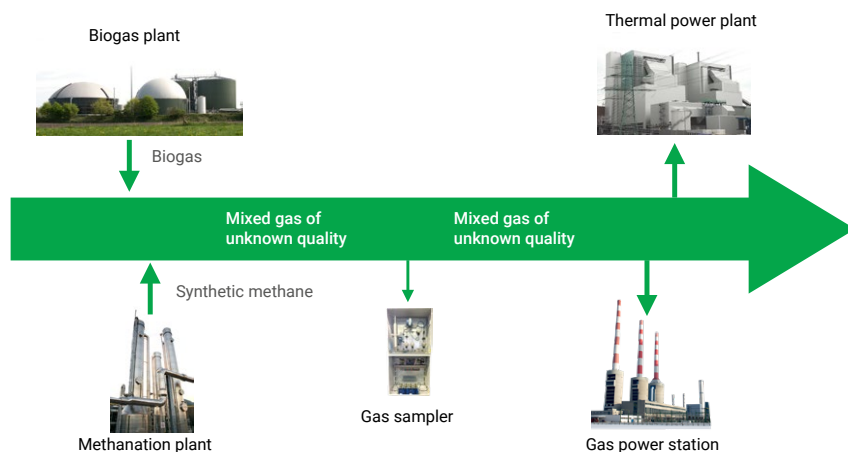 Biogas plant
Thermal power plant
Biogas
Mixed gas of
unknown quality
Mixed gas of
unknown quality
Synthetic methane
Gas sampler
Methanation plant
Gas power station